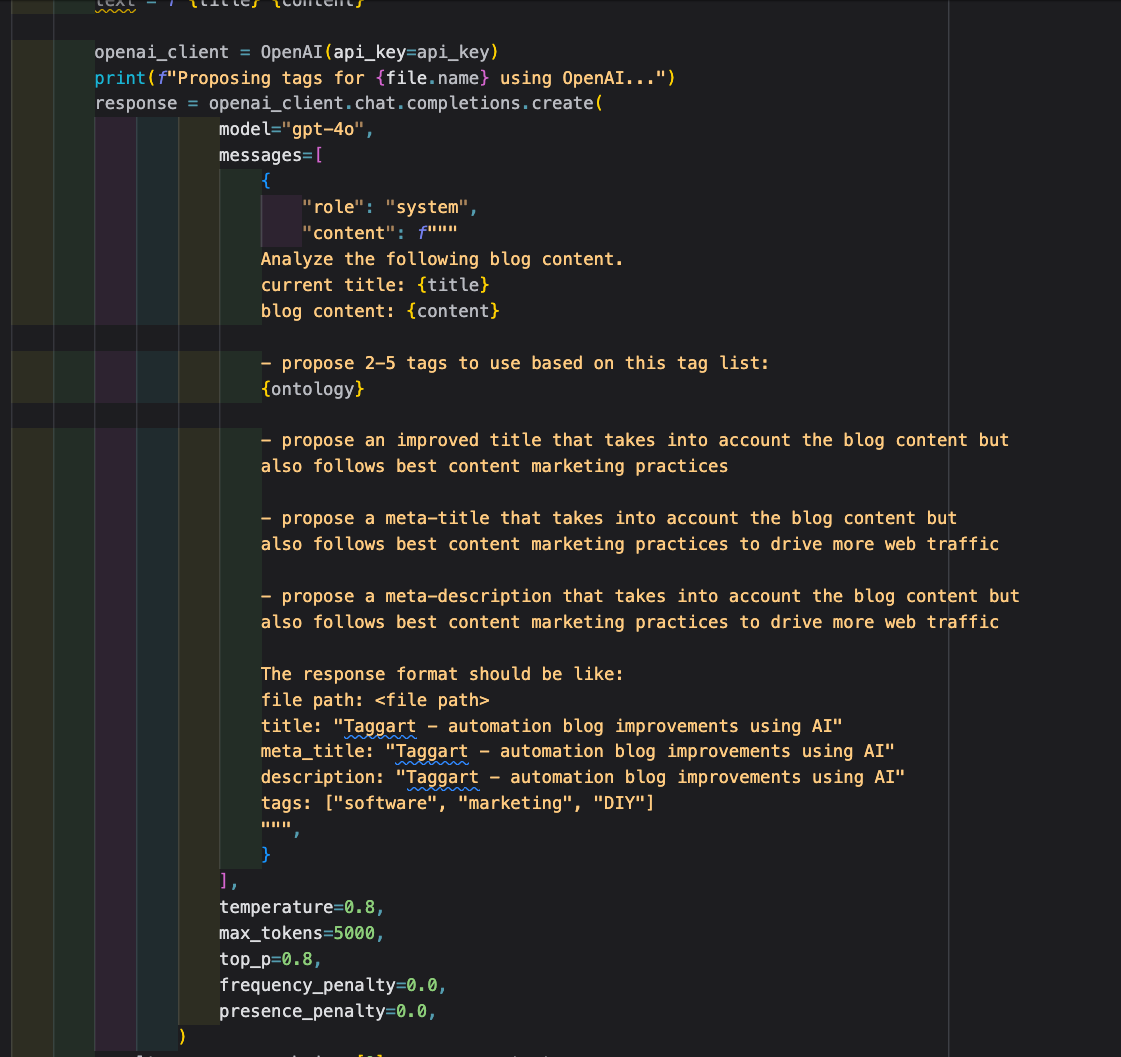 text = f"{title} {content}"
openai_client = OpenAI(api_key=api_key)
print(f"Proposing tags for {file.name} using OpenAI...")
response = openai_client.chat.completions.create(
model="gpt-4o",
messages=[
{
"role": "system",
"content": f"""
Analyze the following blog content.
current title: {title}
blog content: {content}
- propose 2-5 tags to use based on this tag list:
{ontology}
- propose an improved title that takes into account the blog content but
also follows best content marketing practices
- propose a meta-title that takes into account the blog content but
also follows best content marketing practices to drive more web traffic
- propose a meta-description that takes into account the blog content but
also follows best content marketing practices to drive more web traffic
The response format should be like:
file path: <file path>
title: "Taggart - automation blog improvements using AI"
meta_title: "Taggart - automation blog improvements using AI"
description: "Taggart - automation blog improvements using AI"
tags: ["software", "marketing", "DIY"]
""",
}
],
temperature=0.8,
max_tokens=5000,
top_p=0.8,
frequency_penalty=0.0,
presence_penalty=0.0,
)